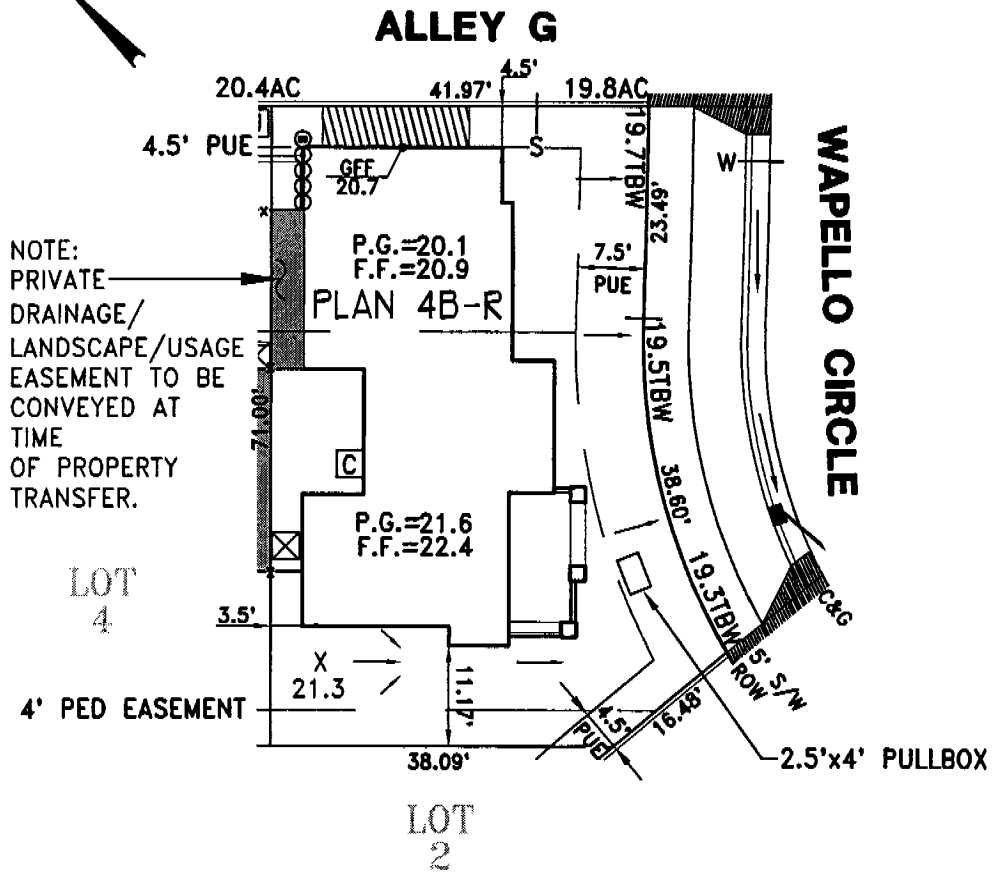 ALLEY G
4.5'
20.4AC
41.97'
19.8AC
4.5' PUE
S
GFF
20.7
19.7TBW
W
WAPELLO CIRCLE
23.49'
P.G.=20.1
F.F.=20.9
7.5'
PUE
PLAN 4B-R
NOTE:
PRIVATE
DRAINAGE/
LANDSCAPE/USAGE
EASEMENT TO BE
CONVEYED AT
TIME
OF PROPERTY
TRANSFER.
19.5TBW
71.00'
C
38.60'
P.G.=21.6
F.F.=22.4
19.3TBW
C&G
LOT
4
3.5'
X
21.3
5' S/W
ROW
11.17'
4' PED EASEMENT
4.5'
PUE
16.48'
38.09'
2.5'x4' PULLBOX
LOT
2